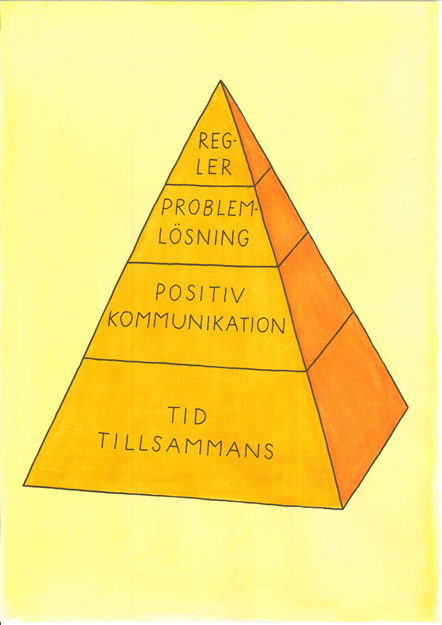 REG-
LER
PROBLEM-
LÖSNING
POSITIV
KOMMUNIKATION
TID
TILLSAMMANS